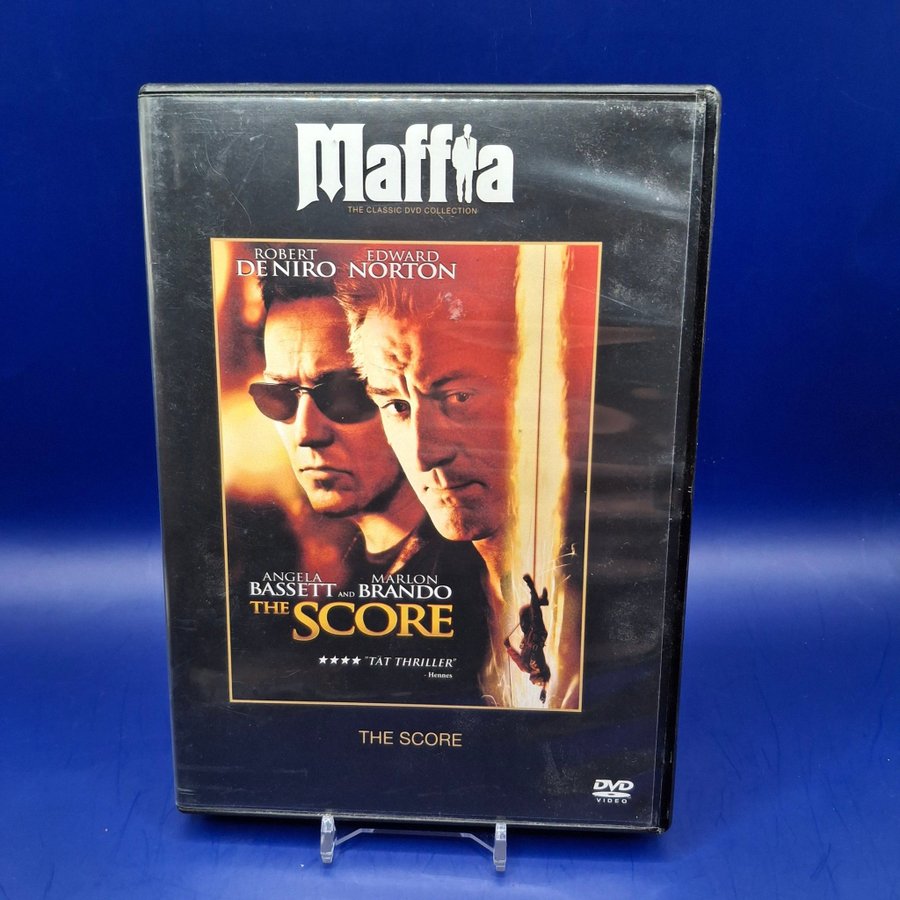 Maffia
THE CLASSIC DVD COLLECTION
ROBERT EDWARD
DE NIRO NORTON
ANGELA MARLON
BASSETT AND BRANDO
THE SCORE
★★★★ "TÄT THRILLER"
- Hennes
THE SCORE
DVD
VIDEO